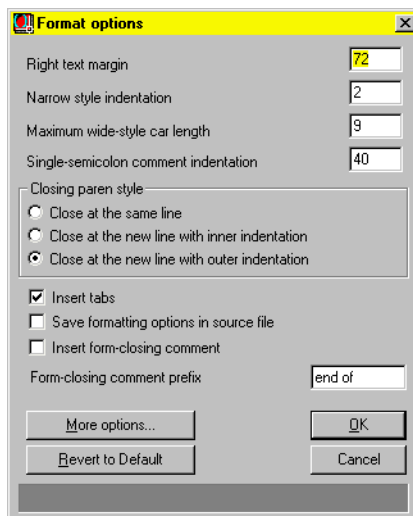 Format options
Right text margin 72
Narrow style indentation 2
Maximum wide-style car length 9
Single-semicolon comment indentation 40
Closing paren style
Close at the same line
Close at the new line with inner indentation
Close at the new line with outer indentation
Insert tabs
Save formatting options in source file
Insert form-closing comment
Form-closing comment prefix end of
More options... OK
Revert to Default Cancel